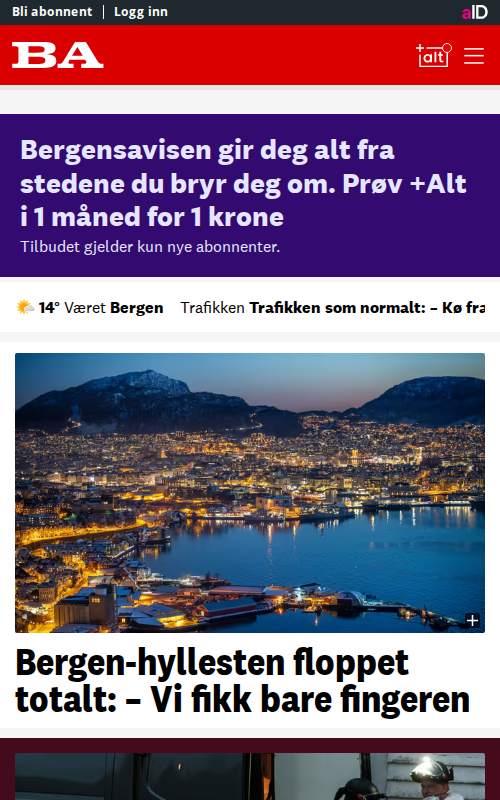 Bli abonnent | Logg inn
aID
BA
+alt
Bergensavisen gir deg alt fra
stedene du bryr deg om. Prøv +Alt
i 1 måned for 1 krone
Tilbudet gjelder kun nye abonnenter.
14° Været Bergen Trafikken Trafikken som normalt: – Kø fra
Bergen-hyllesten floppet
totalt: – Vi fikk bare fingeren